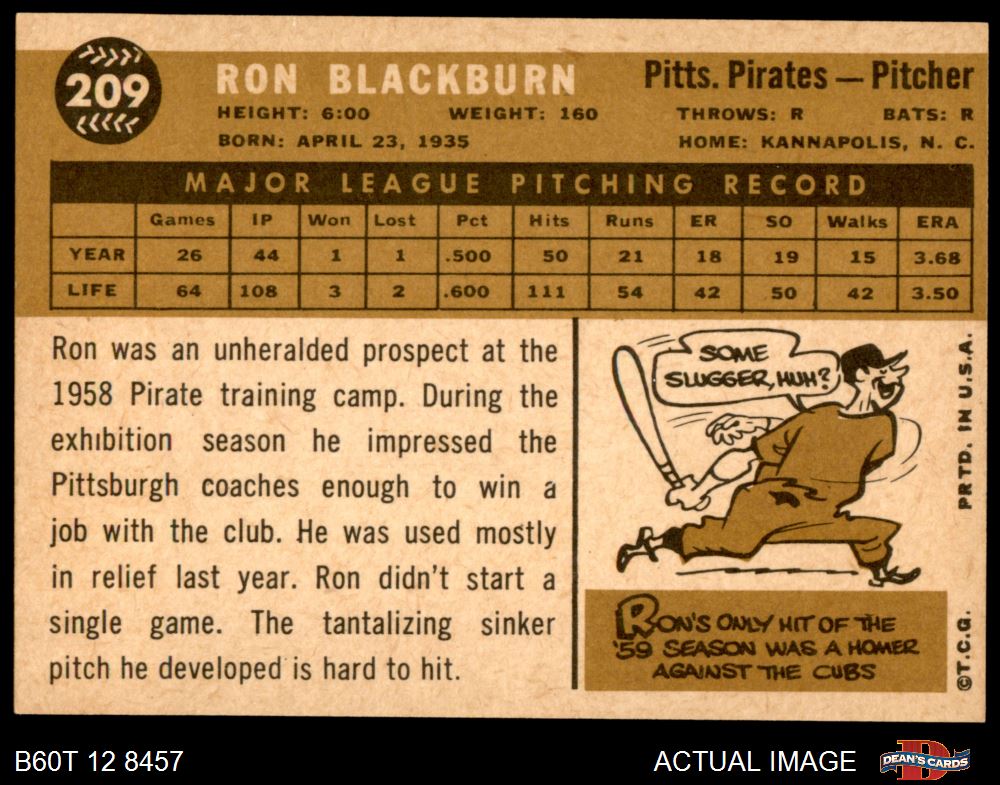 209
RON BLACKBURN
Pitts. Pirates — Pitcher
HEIGHT: 6:00 WEIGHT: 160 THROWS: R BATS: R
BORN: APRIL 23, 1935 HOME: KANNAPOLIS, N. C.
MAJOR LEAGUE PITCHING RECORD
Games IP Won Lost Pct Hits Runs ER SO Walks ERA
YEAR 26 44 1 1 .500 50 21 18 19 15 3.68
LIFE 64 108 3 2 .600 111 54 42 50 42 3.50
Ron was an unheralded prospect at the
1958 Pirate training camp. During the
exhibition season he impressed the
Pittsburgh coaches enough to win a
job with the club. He was used mostly
in relief last year. Ron didn't start a
single game. The tantalizing sinker
pitch he developed is hard to hit.
SOME
SLUGGER, HUH?
RON'S ONLY HIT OF THE
'59 SEASON WAS A HOMER
AGAINST THE CUBS
PRTD. IN U.S.A.
©T.C.G.
B60T 12 8457
ACTUAL IMAGE
D
DEAN'S CARDS